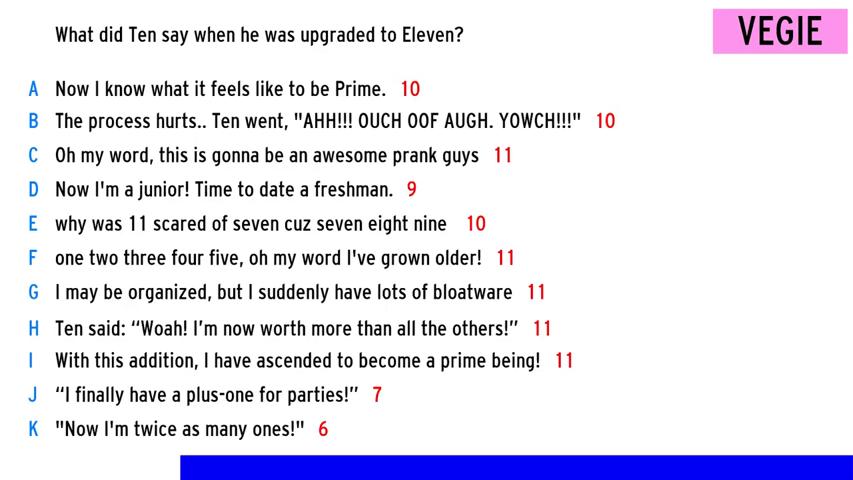 What did Ten say when he was upgraded to Eleven?
VEGIE
A Now I know what it feels like to be Prime. 10
B The process hurts.. Ten went, "AHH!!! OUCH OOF AUGH. YOWCH!!!" 10
C Oh my word, this is gonna be an awesome prank guys 11
D Now I'm a junior! Time to date a freshman. 9
E why was 11 scared of seven cuz seven eight nine 10
F one two three four five, oh my word I've grown older! 11
G I may be organized, but I suddenly have lots of bloatware 11
H Ten said: “Woah! I’m now worth more than all the others!” 11
I With this addition, I have ascended to become a prime being! 11
J “I finally have a plus-one for parties!” 7
K "Now I'm twice as many ones!" 6